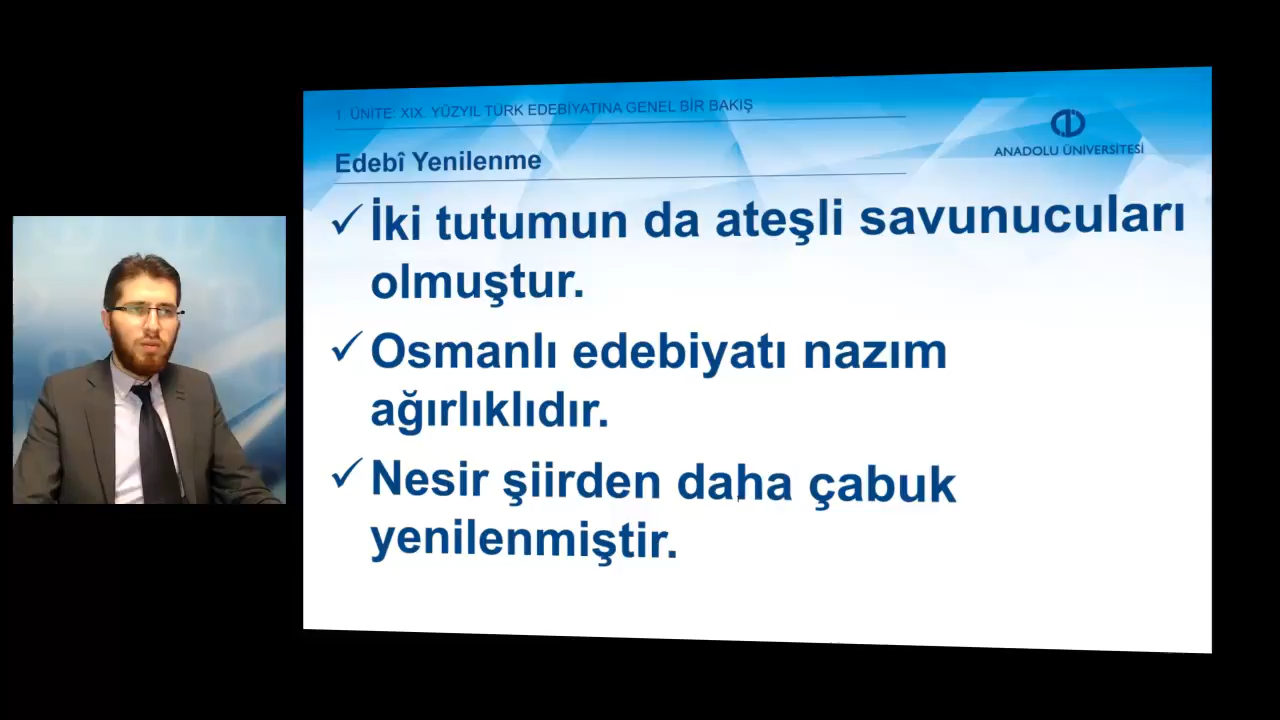 1. ÜNİTE: XIX. YÜZYIL TÜRK EDEBİYATINA GENEL BİR BAKIŞ
ANADOLU ÜNİVERSİTESİ
Edebî Yenilenme
✓ İki tutumun da ateşli savunucuları
olmuştur.
✓ Osmanlı edebiyatı nazım
ağırlıklıdır.
✓ Nesir şiirden daha çabuk
yenilenmiştir.